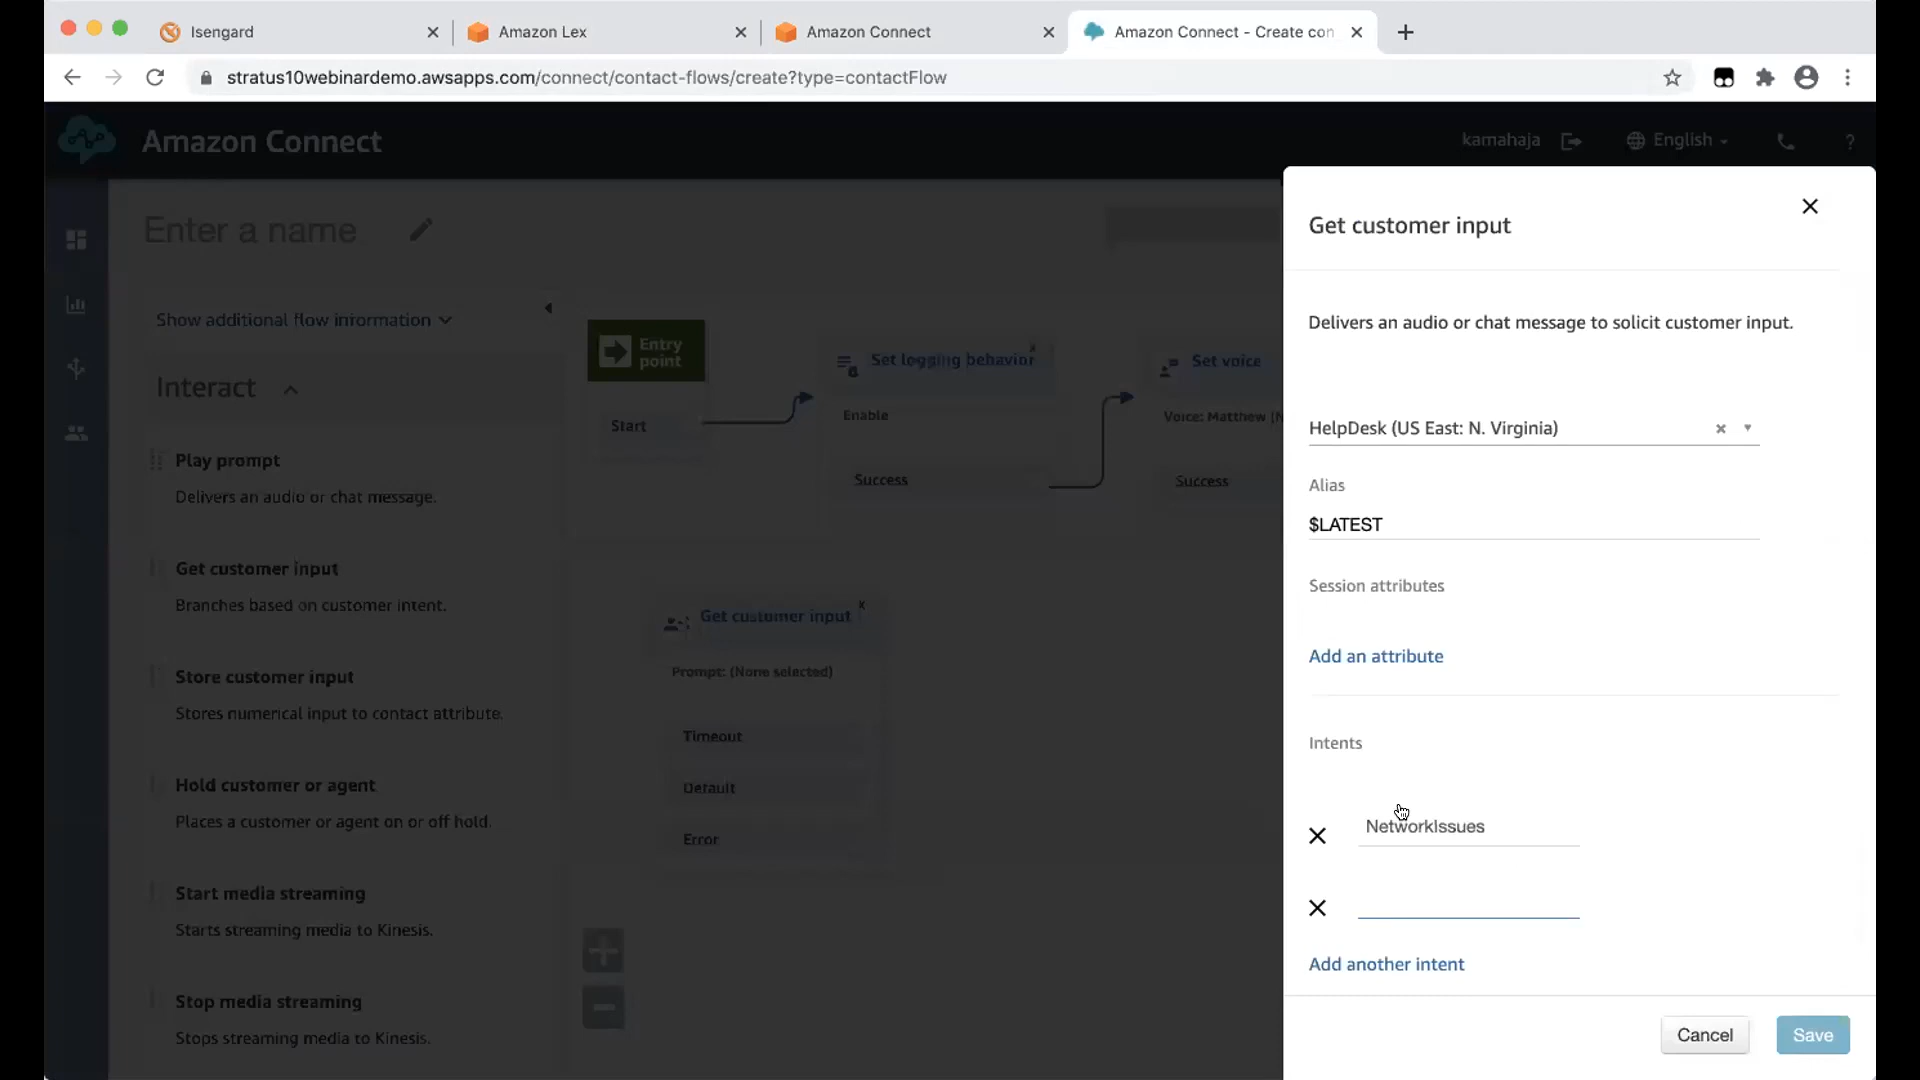 Isengard
Amazon Lex
Amazon Connect
Amazon Connect - Create con
stratus10webinardemo.awsapps.com/connect/contact-flows/create?type=contactFlow
Amazon Connect
kamahaja
English
?
Enter a name
Show additional flow information
Interact
Play prompt
Delivers an audio or chat message.
Get customer input
Branches based on customer intent.
Store customer input
Stores numerical input to contact attribute.
Hold customer or agent
Places a customer or agent on or off hold.
Start media streaming
Starts streaming media to Kinesis.
Stop media streaming
Stops streaming media to Kinesis.
Entry
point
Start
Set logging behavior
Enable
Success
Set voice
Voice: Matthew (N
Success
Get customer input
Prompt: (None selected)
Timeout
Default
Error
Get customer input
Delivers an audio or chat message to solicit customer input.
HelpDesk (US East: N. Virginia)
Alias
$LATEST
Session attributes
Add an attribute
Intents
NetworkIssues
Add another intent
Cancel
Save